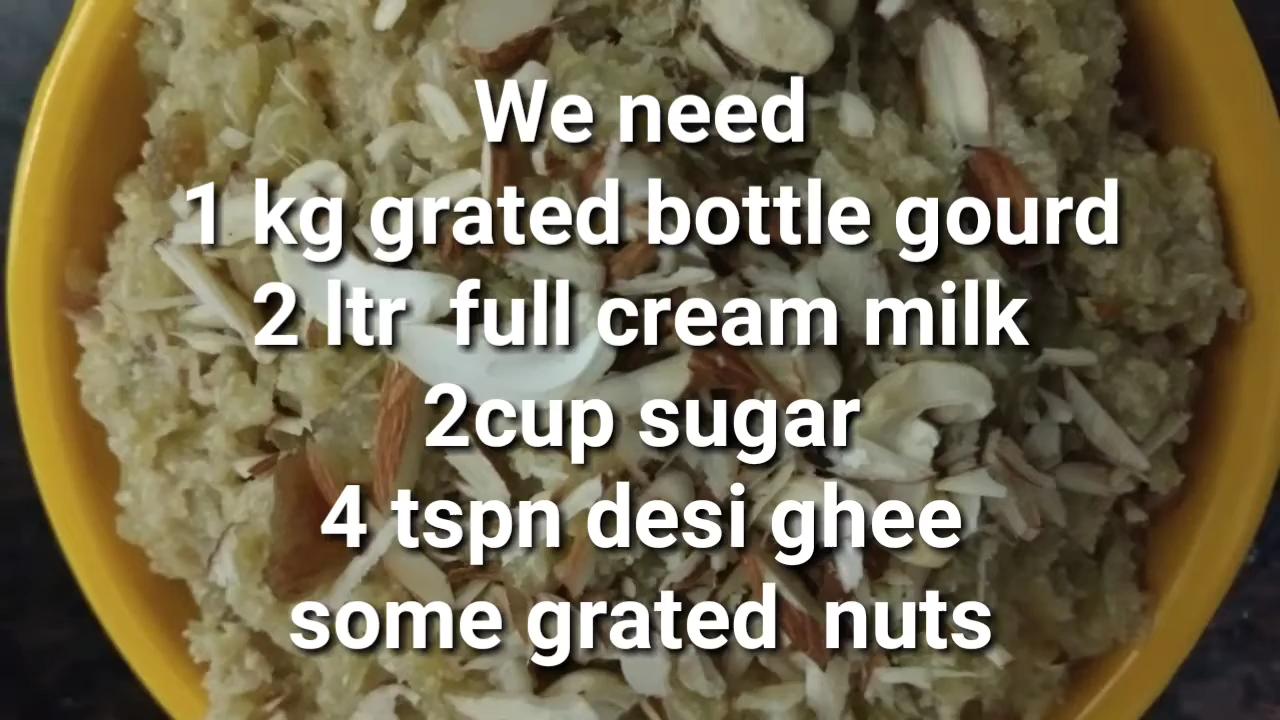 We need
1 kg grated bottle gourd
2 ltr  full cream milk
2cup sugar
4 tspn desi ghee
some grated  nuts